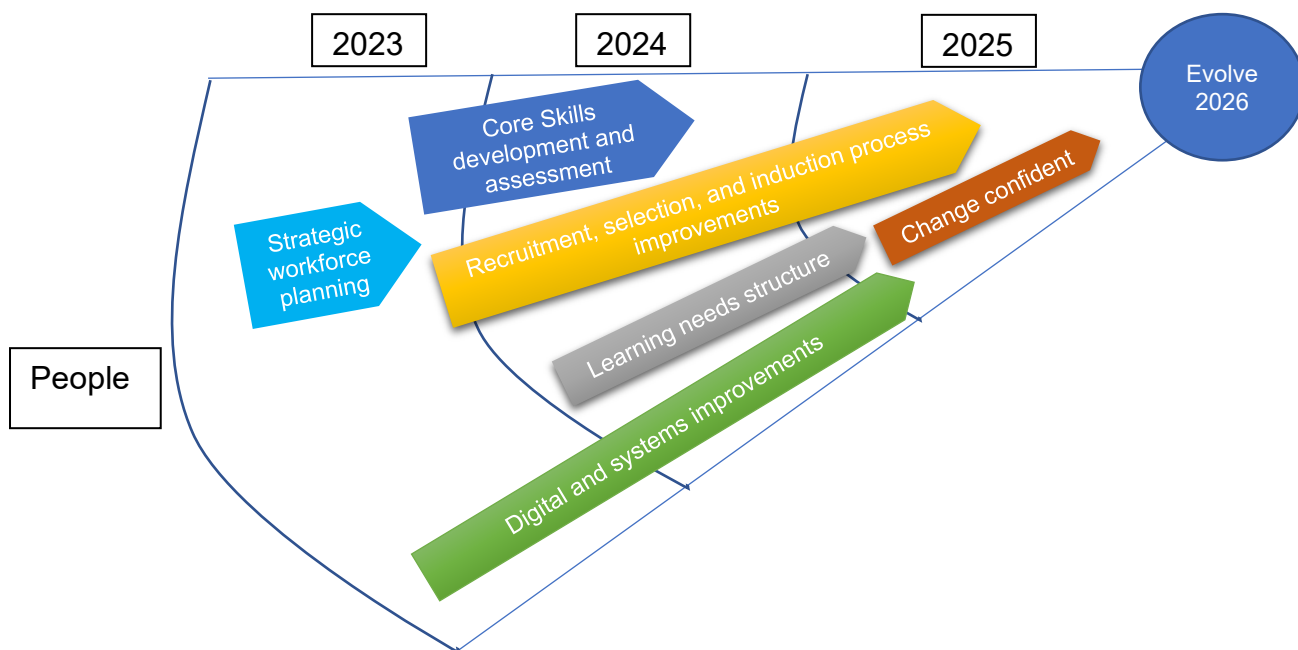 2023
2024
2025
Evolve
2026
Core Skills
development and
assessment
Recruitment, selection, and induction process
improvements
Change confident
Strategic
workforce
planning
Learning needs structure
People
Digital and systems improvements